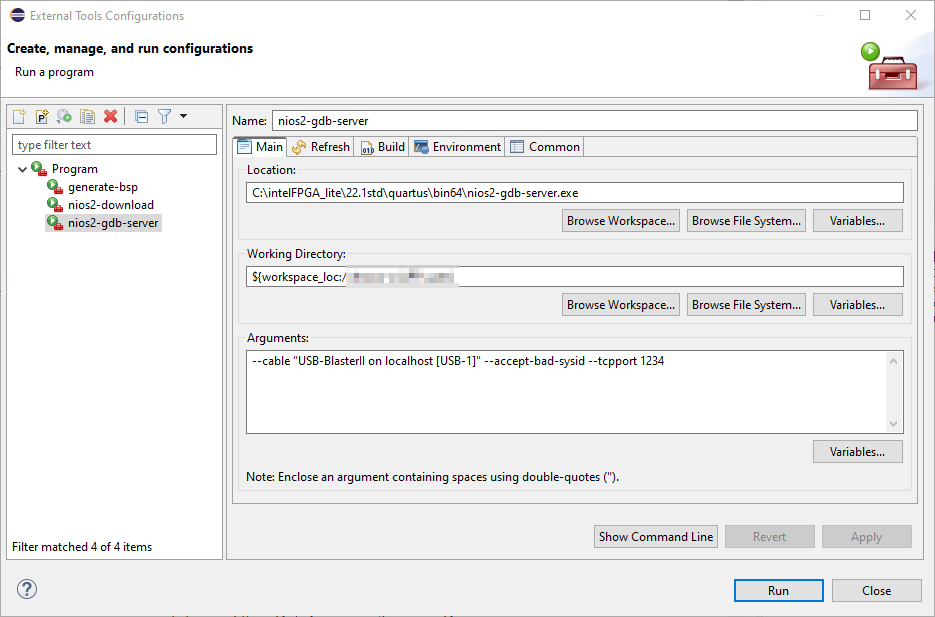 External Tools Configurations
Create, manage, and run configurations
Run a program
type filter text
Program
generate-bsp
nios2-download
nios2-gdb-server
Filter matched 4 of 4 items
Name: nios2-gdb-server
Main Refresh Build Environment Common
Location:
C:\intelFPGA_lite\22.1std\quartus\bin64\nios2-gdb-server.exe
Browse Workspace... Browse File System... Variables...
Working Directory:
${workspace_loc:/
Browse Workspace... Browse File System... Variables...
Arguments:
--cable "USB-BlasterII on localhost [USB-1]" --accept-bad-sysid --tcpport 1234
Variables...
Note: Enclose an argument containing spaces using double-quotes (").
Show Command Line Revert Apply
Run Close